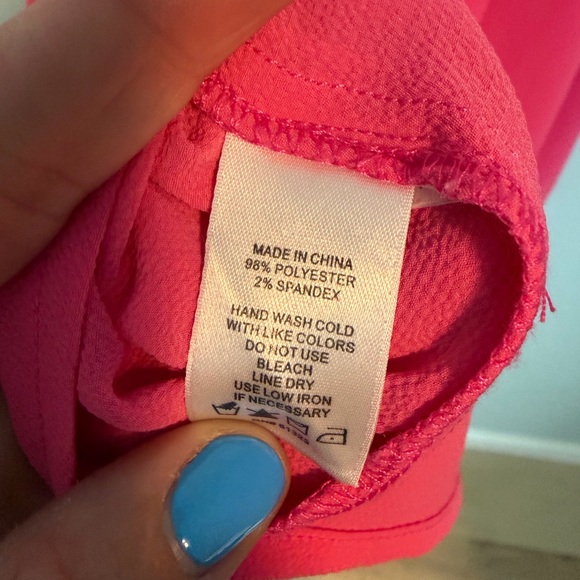 MADE IN CHINA
98% POLYESTER
2% SPANDEX
HAND WASH COLD
WITH LIKE COLORS
DO NOT USE
BLEACH
LINE DRY
USE LOW IRON
IF NECESSARY